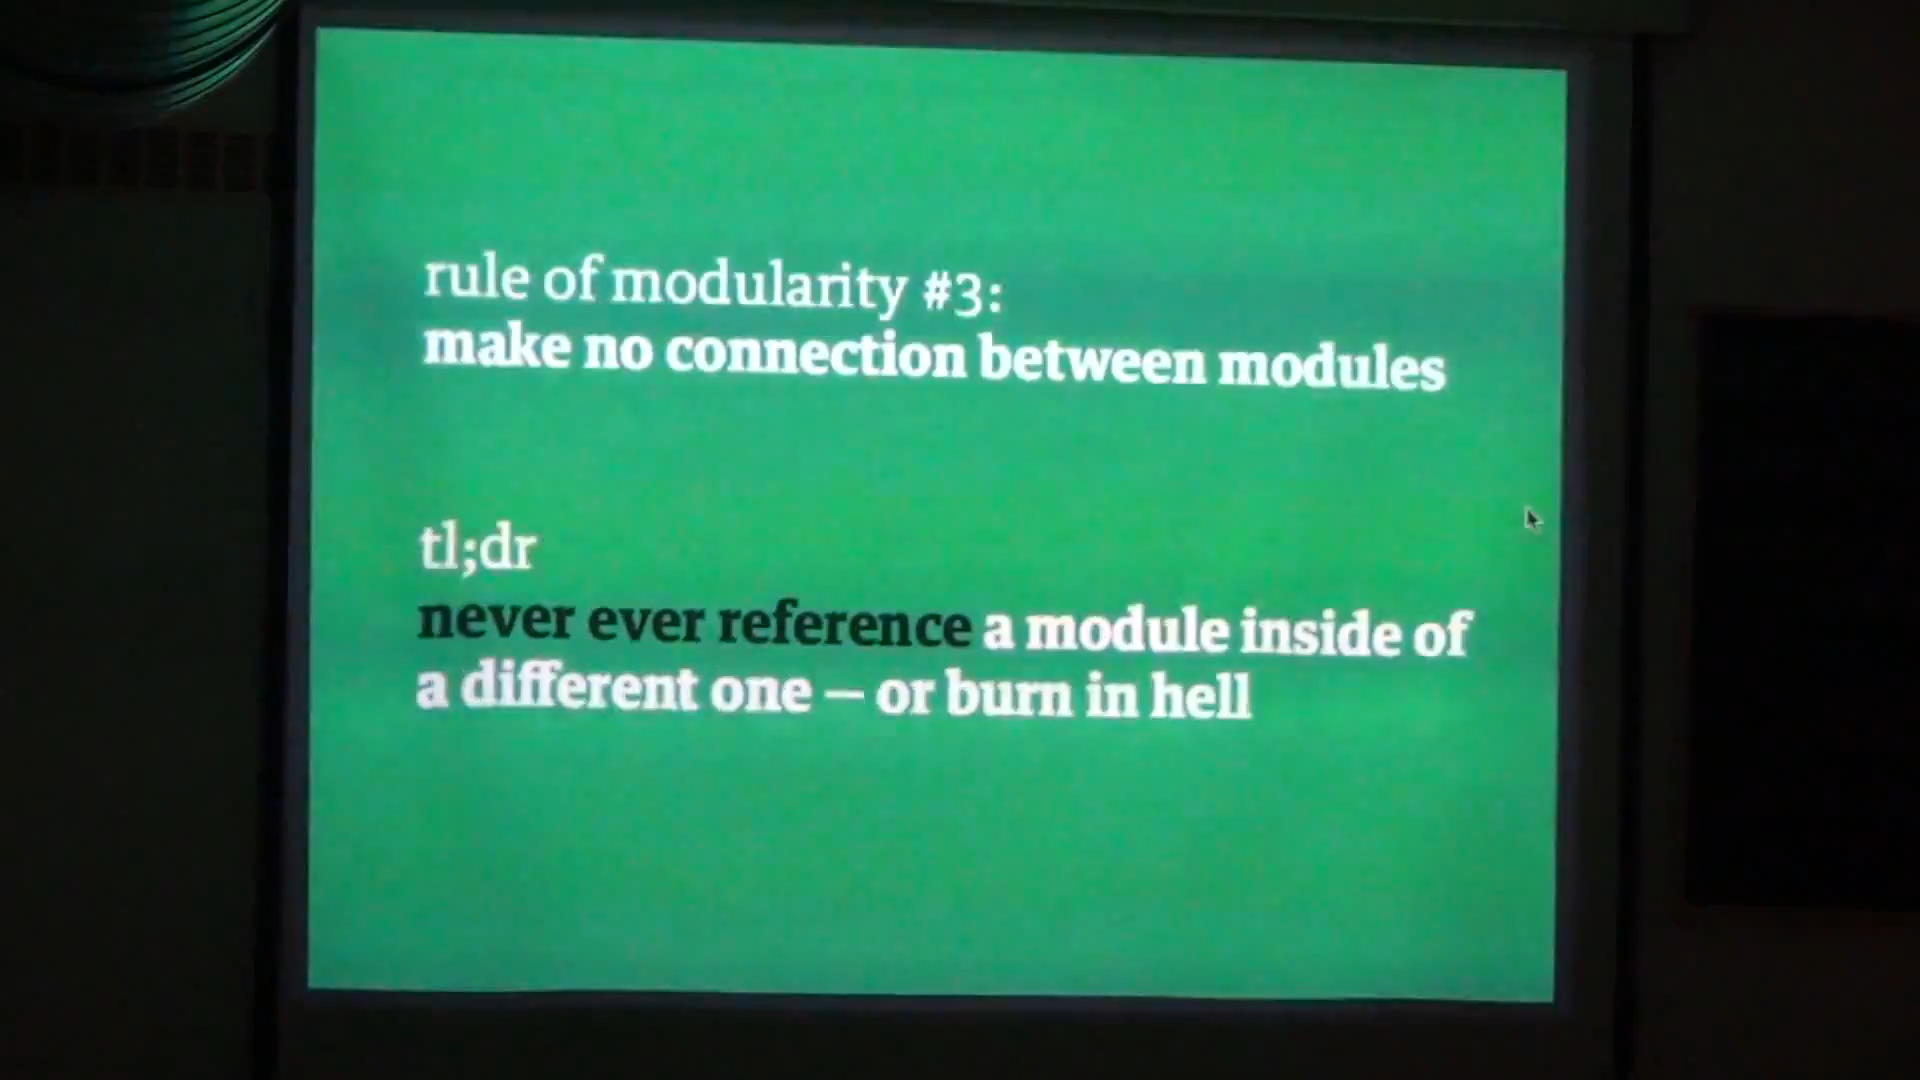 rule of modularity #3:
make no connection between modules
tl;dr
never ever reference a module inside of
a different one – or burn in hell